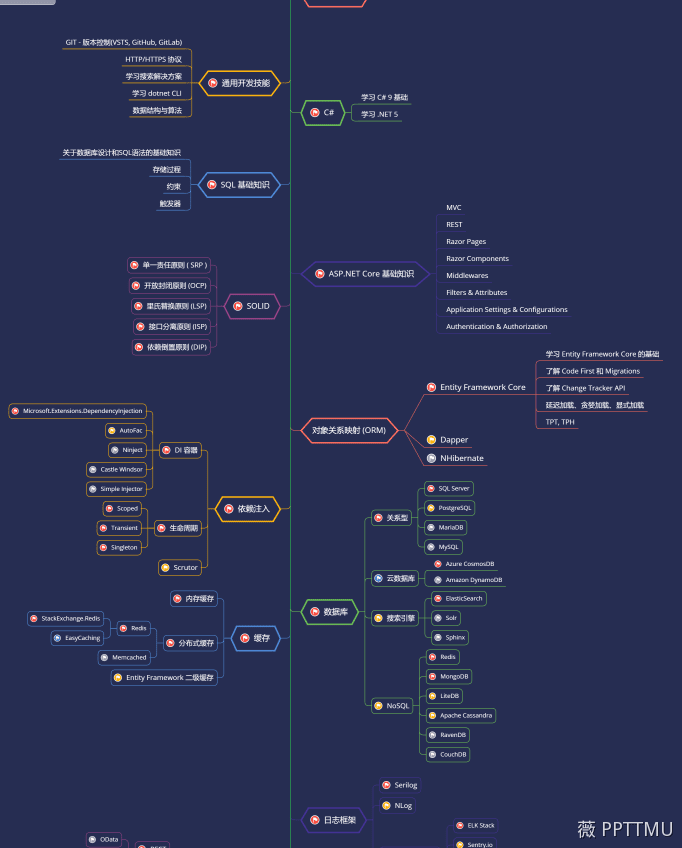 GIT - 版本控制(VSTS, GitHub, GitLab)
HTTP/HTTPS 协议
学习搜索解决方案
学习 dotnet CLI
数据结构与算法
通用开发技能
C#
学习 C# 9 基础
学习 .NET 5
关于数据库设计和SQL语法的基础知识
存储过程
约束
触发器
SQL 基础知识
ASP.NET Core 基础知识
MVC
REST
Razor Pages
Razor Components
Middlewares
Filters & Attributes
Application Settings & Configurations
Authentication & Authorization
单一责任原则 ( SRP )
开放封闭原则 (OCP)
里氏替换原则 (LSP)
接口分离原则 (ISP)
依赖倒置原则 (DIP)
SOLID
对象关系映射 (ORM)
Entity Framework Core
学习 Entity Framework Core 的基础
了解 Code First 和 Migrations
了解 Change Tracker API
延迟加载、贪婪加载、显式加载
TPT, TPH
Dapper
NHibernate
Microsoft.Extensions.DependencyInjection
AutoFac
Ninject
Castle Windsor
Simple Injector
DI 容器
Scoped
Transient
Singleton
生命周期
Scrutor
依赖注入
数据库
关系型
SQL Server
PostgreSQL
MariaDB
MySQL
云数据库
Azure CosmosDB
Amazon DynamoDB
搜索引擎
ElasticSearch
Solr
Sphinx
NoSQL
Redis
MongoDB
LiteDB
Apache Cassandra
RavenDB
CouchDB
内存缓存
StackExchange.Redis
EasyCaching
Redis
Memcached
分布式缓存
Entity Framework 二级缓存
缓存
日志框架
Serilog
NLog
ELK Stack
Sentry.io
OData
薇 PPTTMU